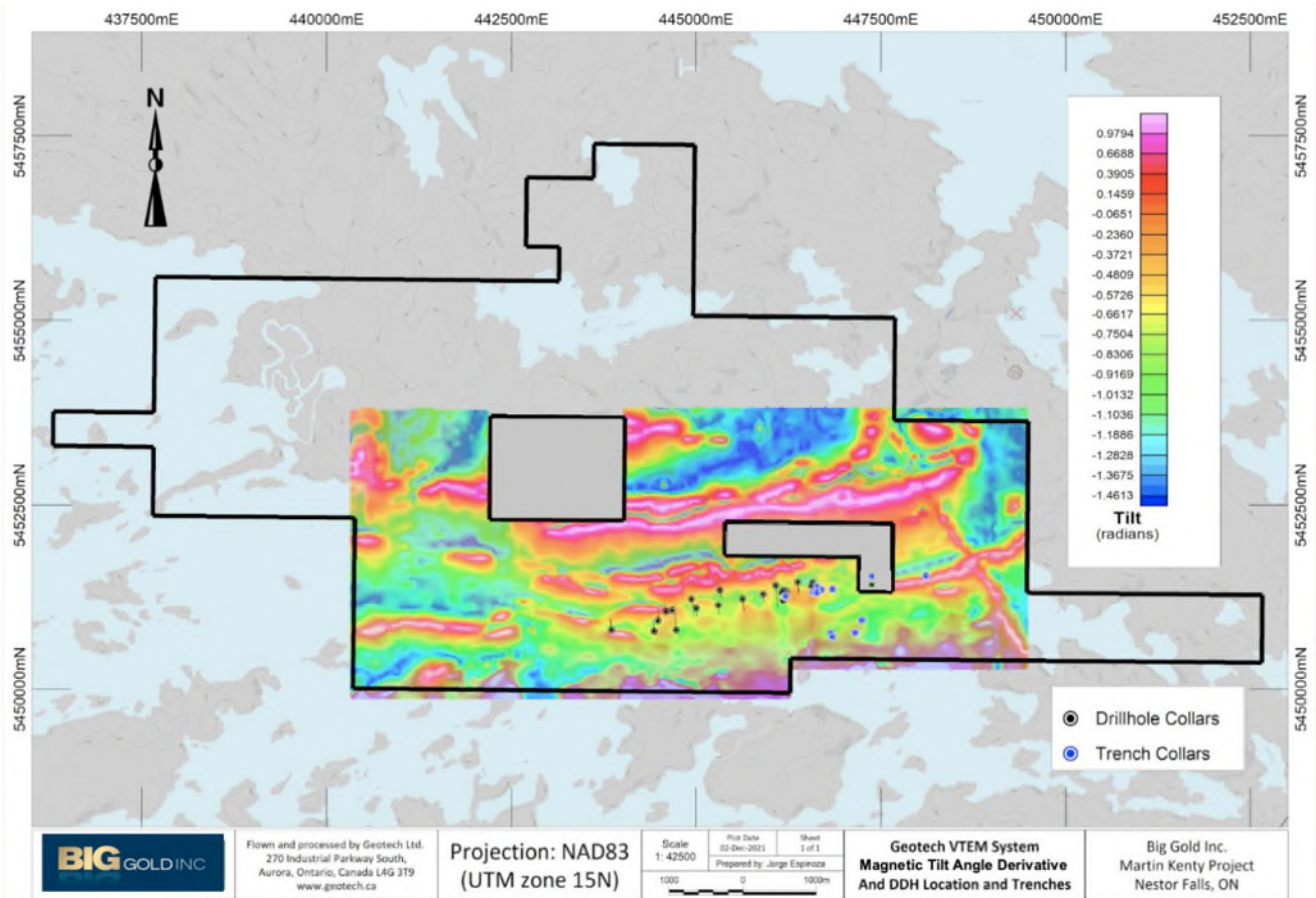 437500mE 440000mE 442500mE 445000mE 447500mE 450000mE 452500mE
N
5457500mN
5455000mN
5452500mN
5450000mN
5457500mN
5455000mN
5452500mN
5450000mN
0.9794
0.6688
0.3905
0.1459
-0.0651
-0.2360
-0.3721
-0.4809
-0.5726
-0.6617
-0.7504
-0.8306
-0.9169
-1.0132
-1.1036
-1.1886
-1.2828
-1.3675
-1.4613
Tilt
(radians)
Drillhole Collars
Trench Collars
BIG GOLD INC
Flown and processed by Geotech Ltd.
270 Industrial Parkway South,
Aurora, Ontario, Canada L4G 3T9
www.geotech.ca
Projection: NAD83
(UTM zone 15N)
Scale
1: 42500
Plot Date
02-Dec-2021
Sheet
1 of 1
Prepared by: Jorge Espinoza
1000 0 1000m
Geotech VTEM System
Magnetic Tilt Angle Derivative
And DDH Location and Trenches
Big Gold Inc.
Martin Kenty Project
Nestor Falls, ON